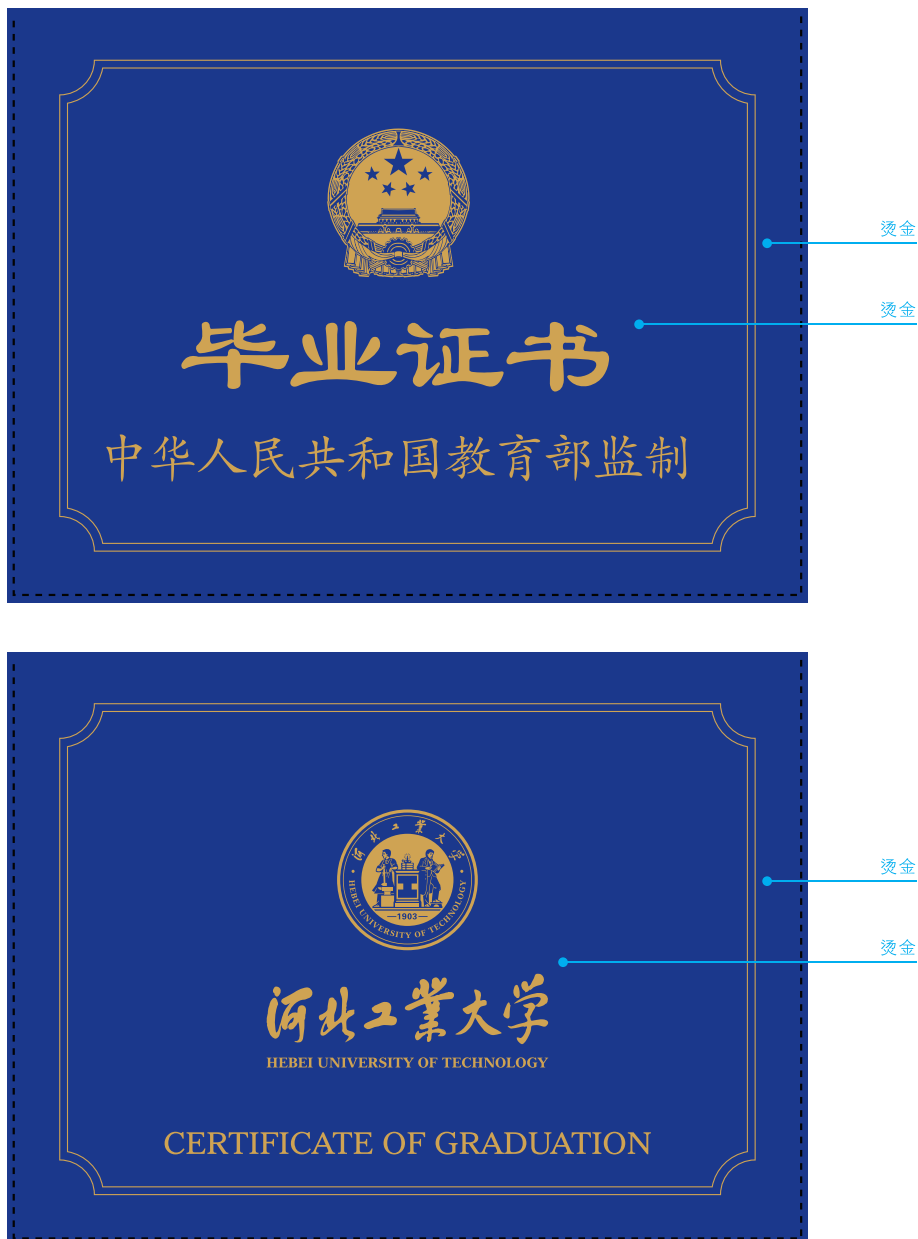 烫金
烫金
毕业证书
中华人民共和国教育部监制
烫金
河北工業大学
HEBEI UNIVERSITY OF TECHNOLOGY
1903
烫金
河北工業大学
HEBEI UNIVERSITY OF TECHNOLOGY
CERTIFICATE OF GRADUATION